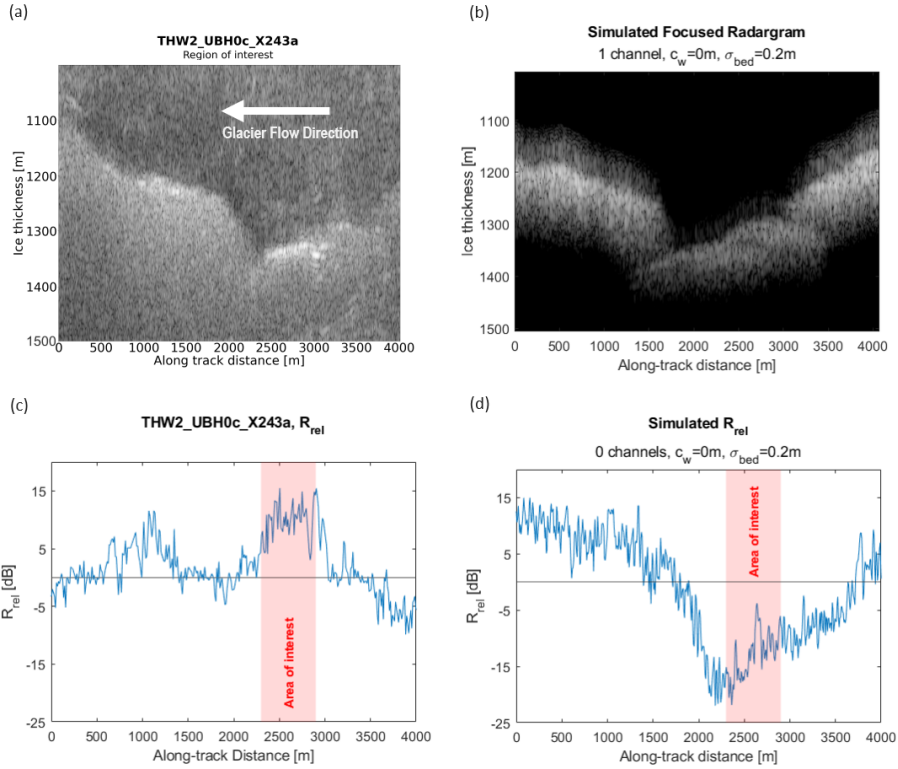 (a)
THW2_UBH0c_X243a
Region of interest
Glacier Flow Direction
Ice thickness [m]
1100
1200
1300
1400
1500
0 500 1000 1500 2000 2500 3000 3500 4000
Along track distance [m]
(b)
Simulated Focused Radargram
1 channel, c_w=0m, σ_bed=0.2m
Ice thickness [m]
1100
1200
1300
1400
1500
0 500 1000 1500 2000 2500 3000 3500 4000
Along-track distance [m]
(c)
THW2_UBH0c_X243a, R_rel
R_rel [dB]
15
5
-5
-15
-25
Area of interest
0 500 1000 1500 2000 2500 3000 3500 4000
Along-track Distance [m]
(d)
Simulated R_rel
0 channels, c_w=0m, σ_bed=0.2m
R_rel [dB]
15
5
-5
-15
-25
Area of interest
0 500 1000 1500 2000 2500 3000 3500 4000
Along-track distance [m]